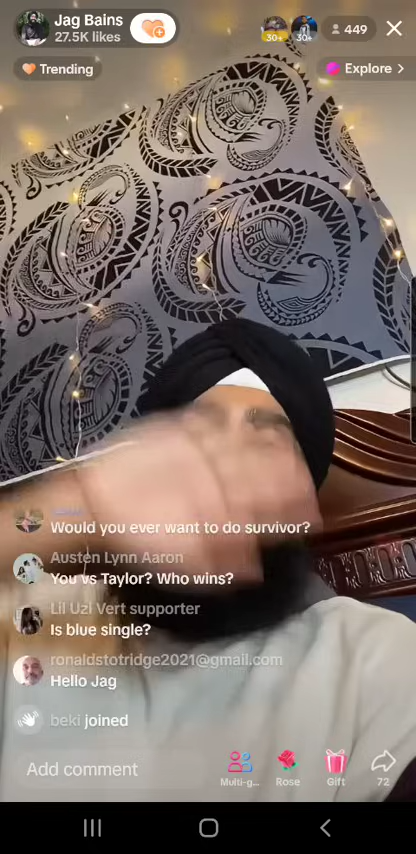 Jag Bains
27.5K likes
30+
30+
449
Trending
Explore >
Would you ever want to do survivor?
Austen Lynn Aaron
You vs Taylor? Who wins?
Lil Uzi Vert supporter
Is blue single?
ronaldstotridge2021@gmail.com
Hello Jag
beki joined
Add comment
Multi-g...
Rose
Gift
72